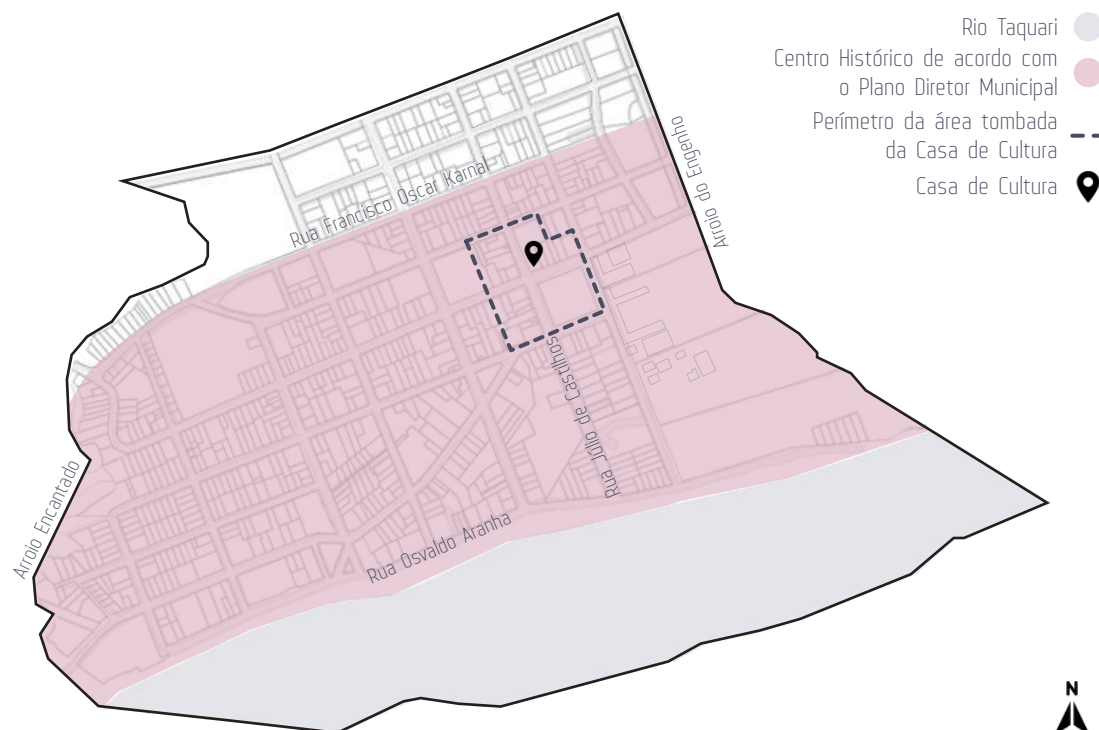 Rio Taquari
Centro Histórico de acordo com
o Plano Diretor Municipal
Perímetro da área tombada
da Casa de Cultura
Casa de Cultura
Arroio do Engenho
Rua Francisco Oscar Karnal
Rua Júlio de Castilhos
Arroio Encantado
Rua Osvaldo Aranha
N